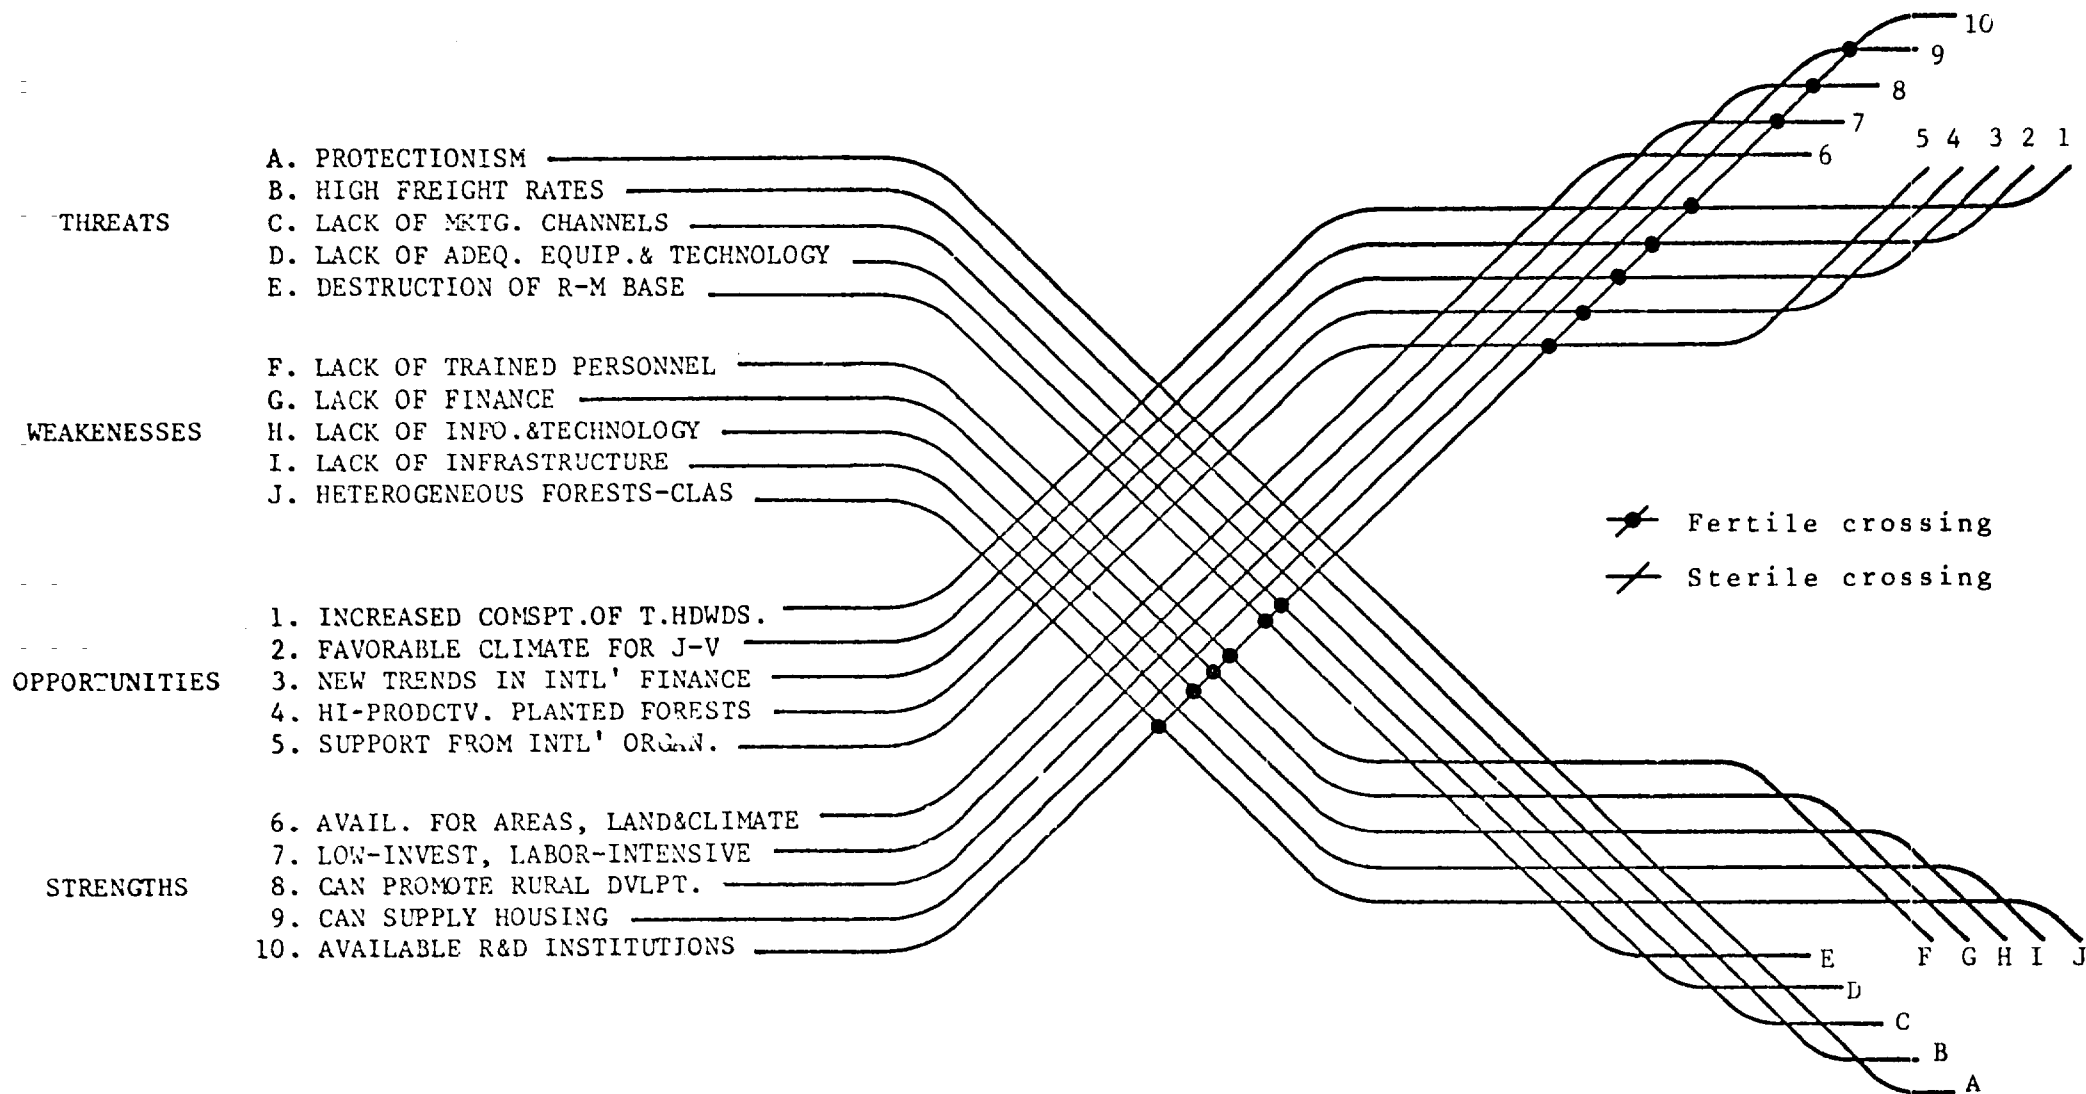 10
9
8
7
6
5 4 3 2 1
THREATS
A. PROTECTIONISM
B. HIGH FREIGHT RATES
C. LACK OF MKTG. CHANNELS
D. LACK OF ADEQ. EQUIP.& TECHNOLOGY
E. DESTRUCTION OF R-M BASE
WEAKENESSES
F. LACK OF TRAINED PERSONNEL
G. LACK OF FINANCE
H. LACK OF INFO.&TECHNOLOGY
I. LACK OF INFRASTRUCTURE
J. HETEROGENEOUS FORESTS-CLAS
Fertile crossing
Sterile crossing
OPPORTUNITIES
1. INCREASED COMSPT.OF T.HDWDS.
2. FAVORABLE CLIMATE FOR J-V
3. NEW TRENDS IN INTL' FINANCE
4. HI-PRODCTV. PLANTED FORESTS
5. SUPPORT FROM INTL' ORGAN.
STRENGTHS
6. AVAIL. FOR AREAS, LAND&CLIMATE
7. LOW-INVEST, LABOR-INTENSIVE
8. CAN PROMOTE RURAL DVLPT.
9. CAN SUPPLY HOUSING
10. AVAILABLE R&D INSTITUTIONS
F G H I J
E
D
C
B
A